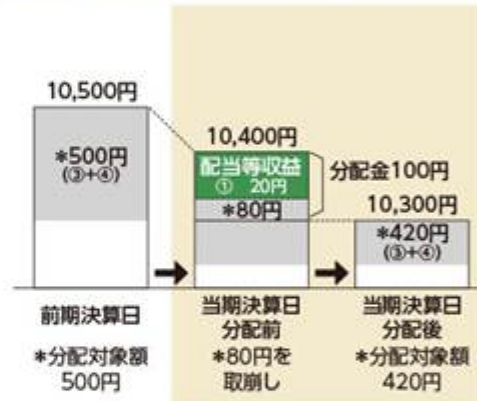 10,500円
*500円
(③+④)
10,400円
配当等収益
① 20円
*80円
分配金100円
10,300円
*420円
(③+④)
前期決算日
*分配対象額
500円
当期決算日
分配前
*80円を
取崩し
当期決算日
分配後
*分配対象額
420円